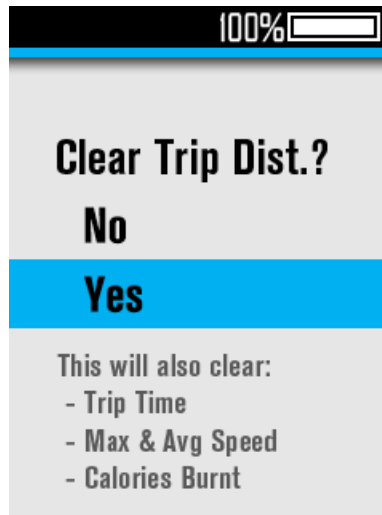 100%
Clear Trip Dist.?
No
Yes
This will also clear:
- Trip Time
- Max & Avg Speed
- Calories Burnt